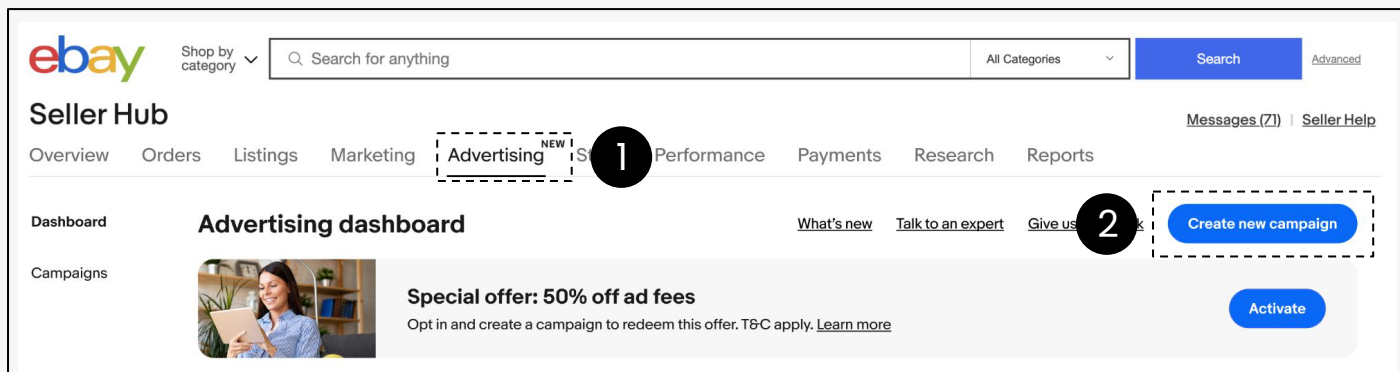 ebay
Shop by
category
Search for anything
All Categories
Search
Advanced
Seller Hub
Messages (71) | Seller Help
Overview Orders Listings Marketing Advertising NEW 1 Performance Payments Research Reports
Dashboard
Advertising dashboard
What's new Talk to an expert Give us 2 Create new campaign
Campaigns
Special offer: 50% off ad fees
Opt in and create a campaign to redeem this offer. T&C apply. Learn more
Activate